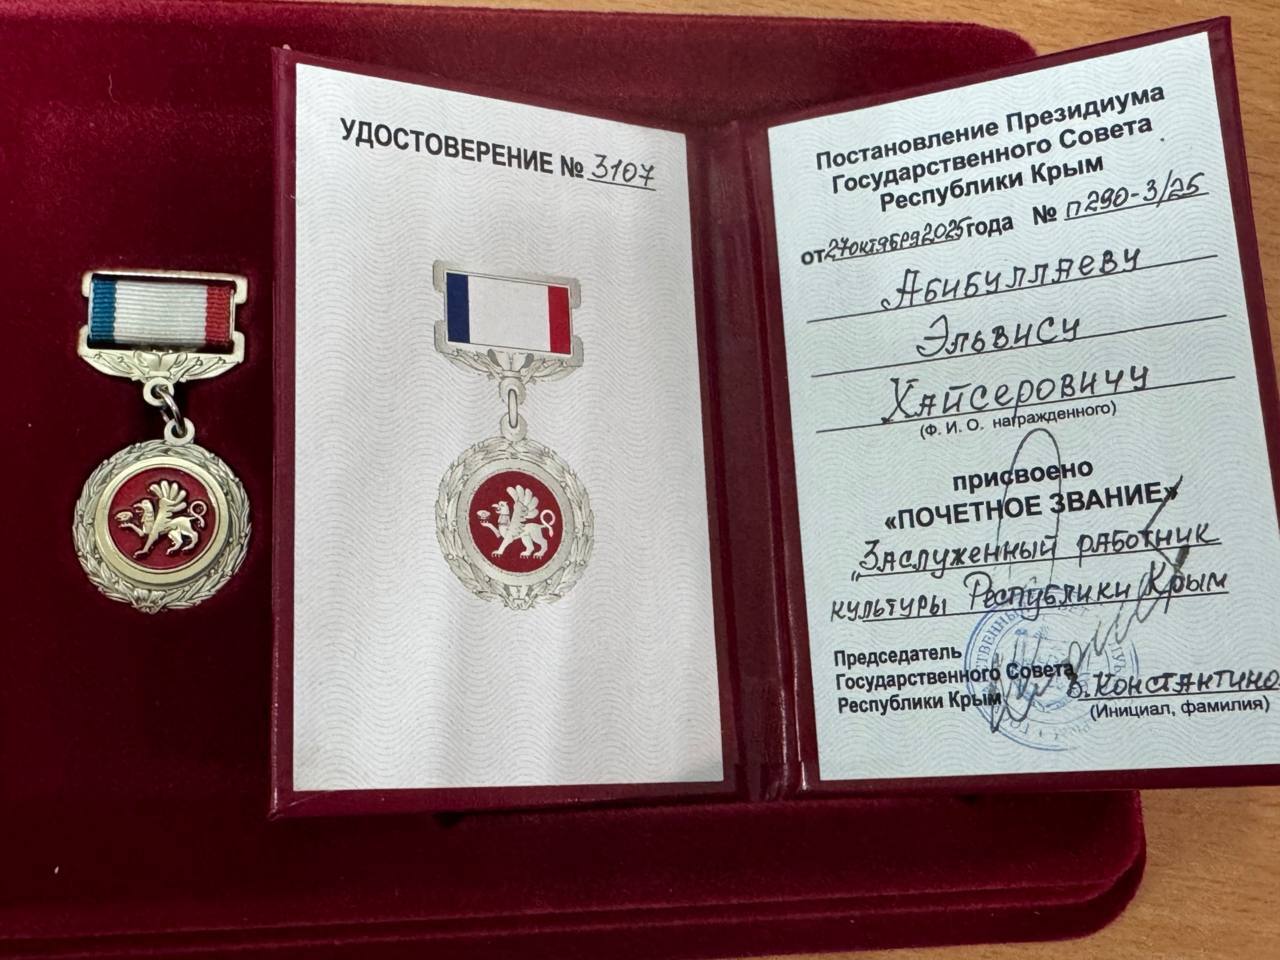 УДОСТОВЕРЕНИЕ № 3107
Постановление Президиума
Государственного Совета
Республики Крым
от 27 октября 2025 года № П290-3/25
Абибуллаеву
Эльвису
Хайсеровичу
(Ф. И. О. награжденного)
присвоено
«ПОЧЕТНОЕ ЗВАНИЕ»
"Заслуженный работник
культуры Республики Крым
Председатель
Государственного Совета
Республики Крым
В. Константино
(Инициал, фамилия)